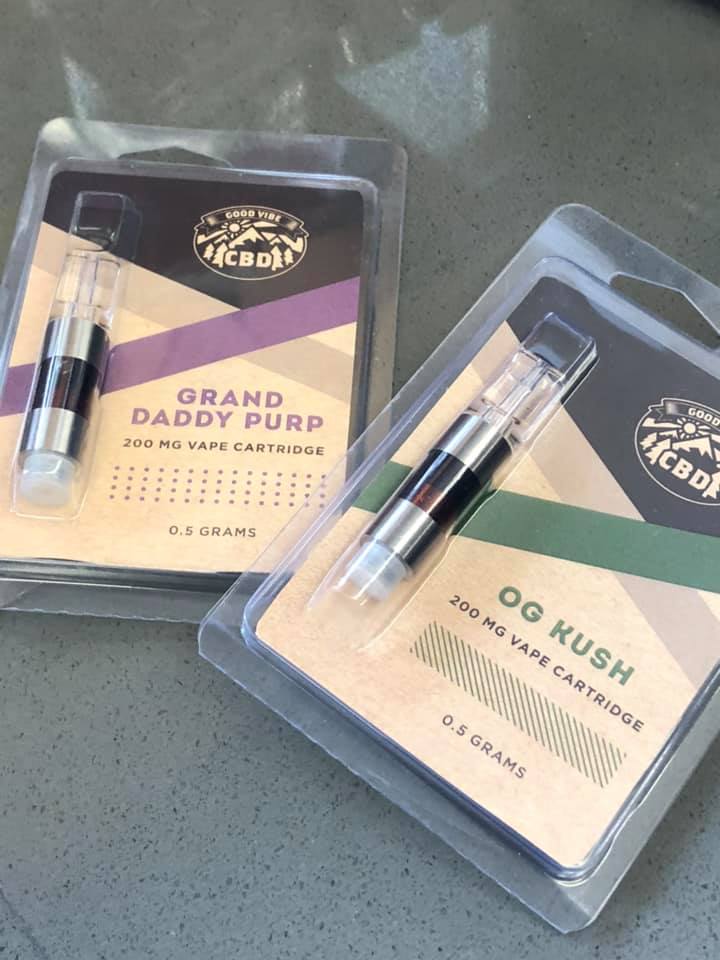 GOOD VIBE
CBD
GRAND
DADDY PURP
200 MG VAPE CARTRIDGE
0.5 GRAMS
GOOD
CBD
OG KUSH
200 MG VAPE CARTRIDGE
0.5 GRAMS